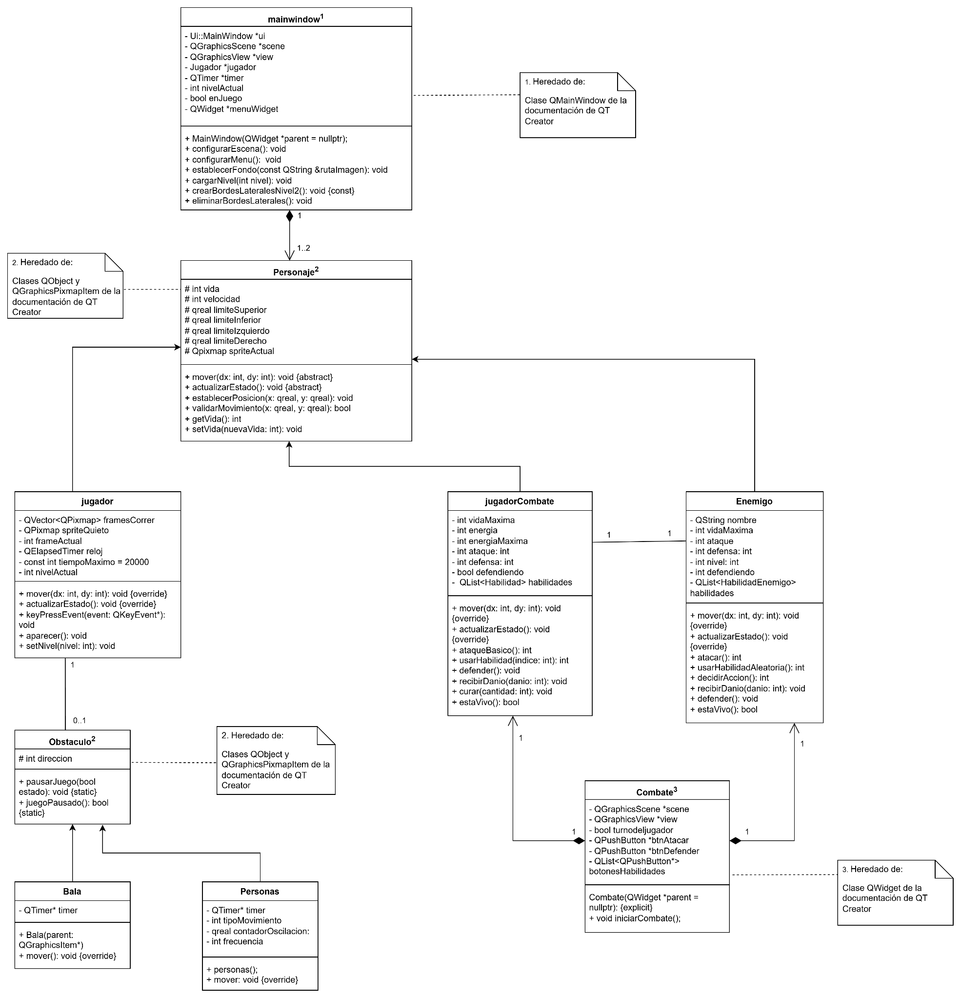 mainwindow1
- Ui::MainWindow *ui
- QGraphicsScene *scene
- QGraphicsView *view
- Jugador *jugador
- QTimer *timer
- int nivelActual
- bool enJuego
- QWidget *menuWidget
+ MainWindow(QWidget *parent = nullptr);
+ configurarEscena(): void
+ configurarMenu():  void
+ establecerFondo(const QString &rutaImagen): void
+ cargarNivel(int nivel): void
+ crearBordesLateralesNivel2(): void {const}
+ eliminarBordesLaterales(): void
1. Heredado de:
Clase QMainWindow de la
documentación de QT
Creator
1
1..2
2. Heredado de:
Clases QObject y
QGraphicsPixmapItem de la
documentación de QT
Creator
Personaje2
# int vida
# int velocidad
# qreal limiteSuperior
# qreal limiteInferior
# qreal limiteIzquierdo
# qreal limiteDerecho
# Qpixmap spriteActual
+ mover(dx: int, dy: int): void {abstract}
+ actualizarEstado(): void {abstract}
+ establecerPosicion(x: qreal, y: qreal): void
+ validarMovimiento(x: qreal, y: qreal): bool
+ getVida(): int
+ setVida(nuevaVida: int): void
jugador
- QVector<QPixmap> framesCorrer
- QPixmap spriteQuieto
- int frameActual
- QElapsedTimer reloj
- const int tiempoMaximo = 20000
- int nivelActual
+ mover(dx: int, dy: int): void {override}
+ actualizarEstado(): void {override}
+ keyPressEvent(event: QKeyEvent*):
void
+ aparecer(): void
+ setNivel(nivel: int): void
jugadorCombate
- int vidaMaxima
- int energia
- int energiaMaxima
- int ataque: int
- int defensa: int
- bool defendiendo
-  QList<Habilidad> habilidades
+ mover(dx: int, dy: int): void
{override}
+ actualizarEstado(): void
{override}
+ ataqueBasico(): int
+ usarHabilidad(indice: int): int
+ defender(): void
+ recibirDanio(danio: int): void
+ curar(cantidad: int): void
+ estaVivo(): bool
1
1
Enemigo
- QString nombre
- int vidaMaxima
- int ataque
- int defensa: int
- int nivel: int
- int defendiendo
- QList<HabilidadEnemigo>
habilidades
+ mover(dx: int, dy: int): void
{override}
+ actualizarEstado(): void
{override}
+ atacar(): int
+ usarHabilidadAleatoria(): int
+ decidirAccion(): int
+ recibirDanio(danio: int): void
+ defender(): void
+ estaVivo(): bool
1
0..1
Obstaculo2
# int direccion
+ pausarJuego(bool
estado): void {static}
+ juegoPausado(): bool
{static}
2. Heredado de:
Clases QObject y
QGraphicsPixmapItem de la
documentación de QT
Creator
1
1
1
1
Combate3
- QGraphicsScene *scene
- QGraphicsView *view
- bool turnodeljugador
- QPushButton *btnAtacar
- QPushButton *btnDefender
- QList<QPushButton*>
botonesHabilidades
Combate(QWidget *parent =
nullptr): {explicit}
+ void iniciarCombate();
3. Heredado de:
Clase QWidget de la
documentación de QT
Creator
Bala
- QTimer* timer
+ Bala(parent:
QGraphicsItem*)
+ mover(): void {override}
Personas
- QTimer* timer
- int tipoMovimiento
- qreal contadorOscilacion:
- int frecuencia
+ personas();
+ mover: void {override}